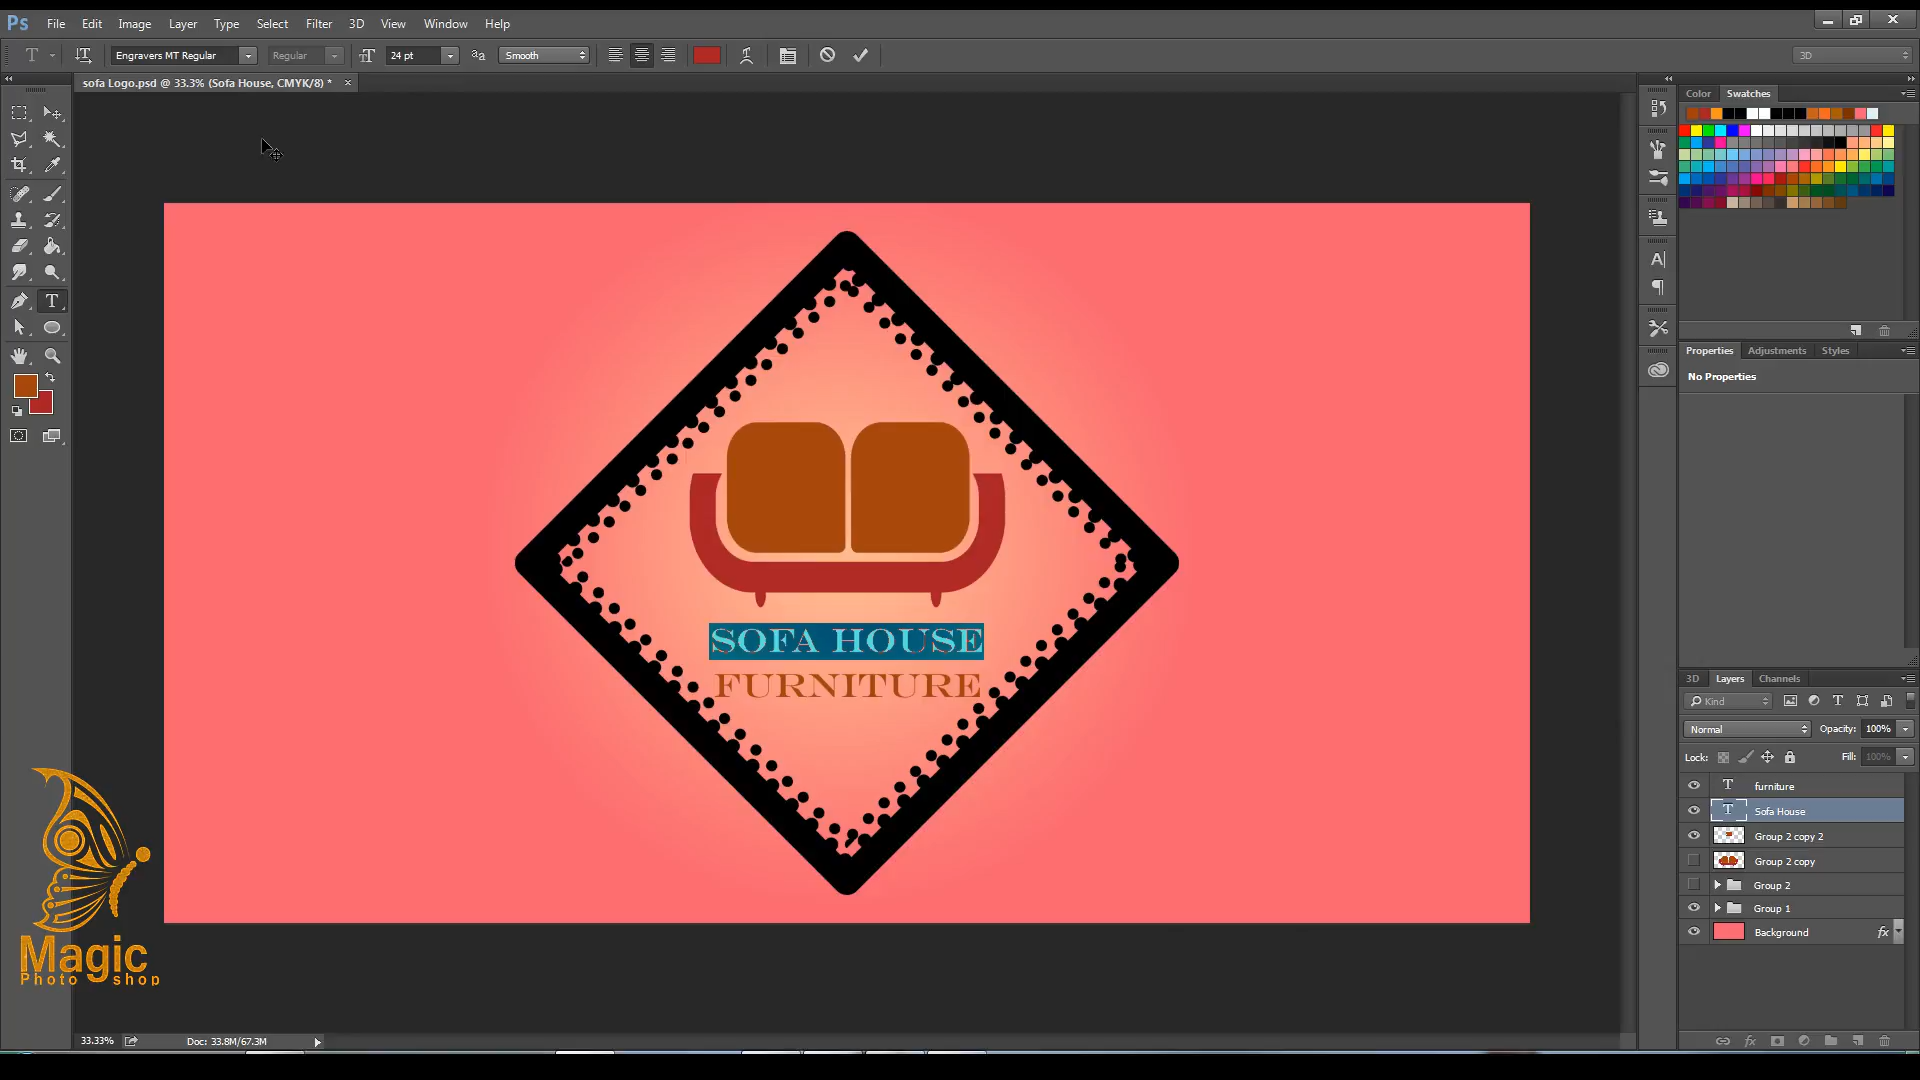 Ps File Edit Image Layer Type Select Filter 3D View Window Help
T Engravers MT Regular Regular 24 pt aa Smooth 3D
sofa Logo.psd @ 33.3% (Sofa House, CMYK/8) * ×
Color Swatches
Properties Adjustments Styles
No Properties
SOFA HOUSE
FURNITURE
3D Layers Channels
Kind
Normal Opacity: 100%
Lock: Fill: 100%
furniture
Sofa House
Group 2 copy 2
Group 2 copy
Group 2
Group 1
Background fx
Magic
Photo shop
33.33% Doc: 33.8M/67.3M